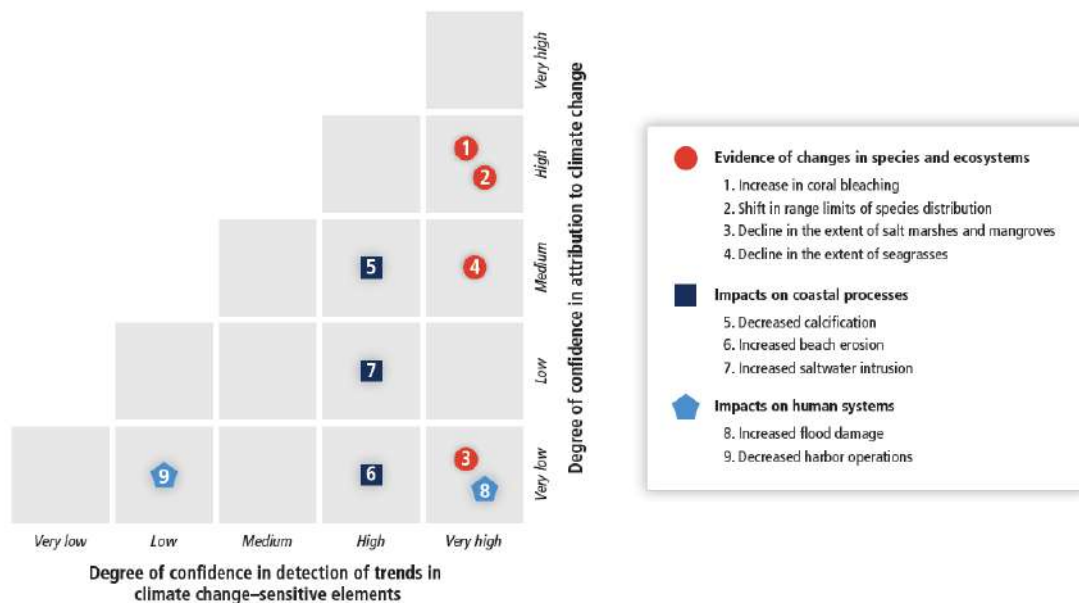 Very high
High
Medium
Low
Very low
Degree of confidence in attribution to climate change
1
2
5
4
7
9
6
3
8
Very low
Low
Medium
High
Very high
Degree of confidence in detection of trends in
climate change–sensitive elements
Evidence of changes in species and ecosystems
1. Increase in coral bleaching
2. Shift in range limits of species distribution
3. Decline in the extent of salt marshes and mangroves
4. Decline in the extent of seagrasses
Impacts on coastal processes
5. Decreased calcification
6. Increased beach erosion
7. Increased saltwater intrusion
Impacts on human systems
8. Increased flood damage
9. Decreased harbor operations